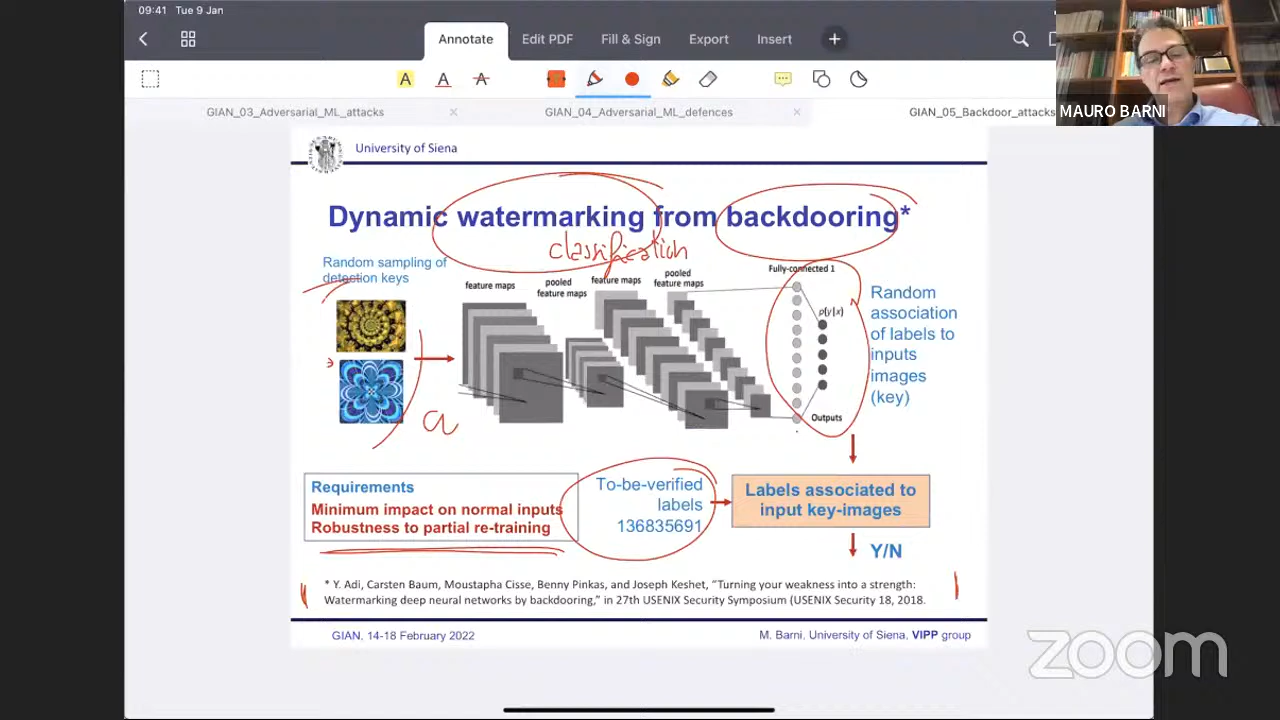 09:41 Tue 9 Jan
Annotate Edit PDF Fill & Sign Export Insert
A A A
MAURO BARNI
GIAN_03_Adversarial_ML_attacks × GIAN_04_Adversarial_ML_defences × GIAN_05_Backdoor_attacks
University of Siena
Dynamic watermarking from backdooring*
classification
Random sampling of
detection keys
feature maps
pooled
feature maps
feature maps
pooled
feature maps
Fully-connected 1
p(y|x)
Outputs
Random
association
of labels to
inputs
images
(key)
Requirements
Minimum impact on normal inputs
Robustness to partial re-training
To-be-verified
labels
136835691
Labels associated to
input key-images
Y/N
* Y. Adi, Carsten Baum, Moustapha Cisse, Benny Pinkas, and Joseph Keshet, "Turning your weakness into a strength:
Watermarking deep neural networks by backdooring," in 27th USENIX Security Symposium (USENIX Security 18, 2018.
GIAN, 14-18 February 2022
M. Barni, University of Siena, VIPP group
zoom